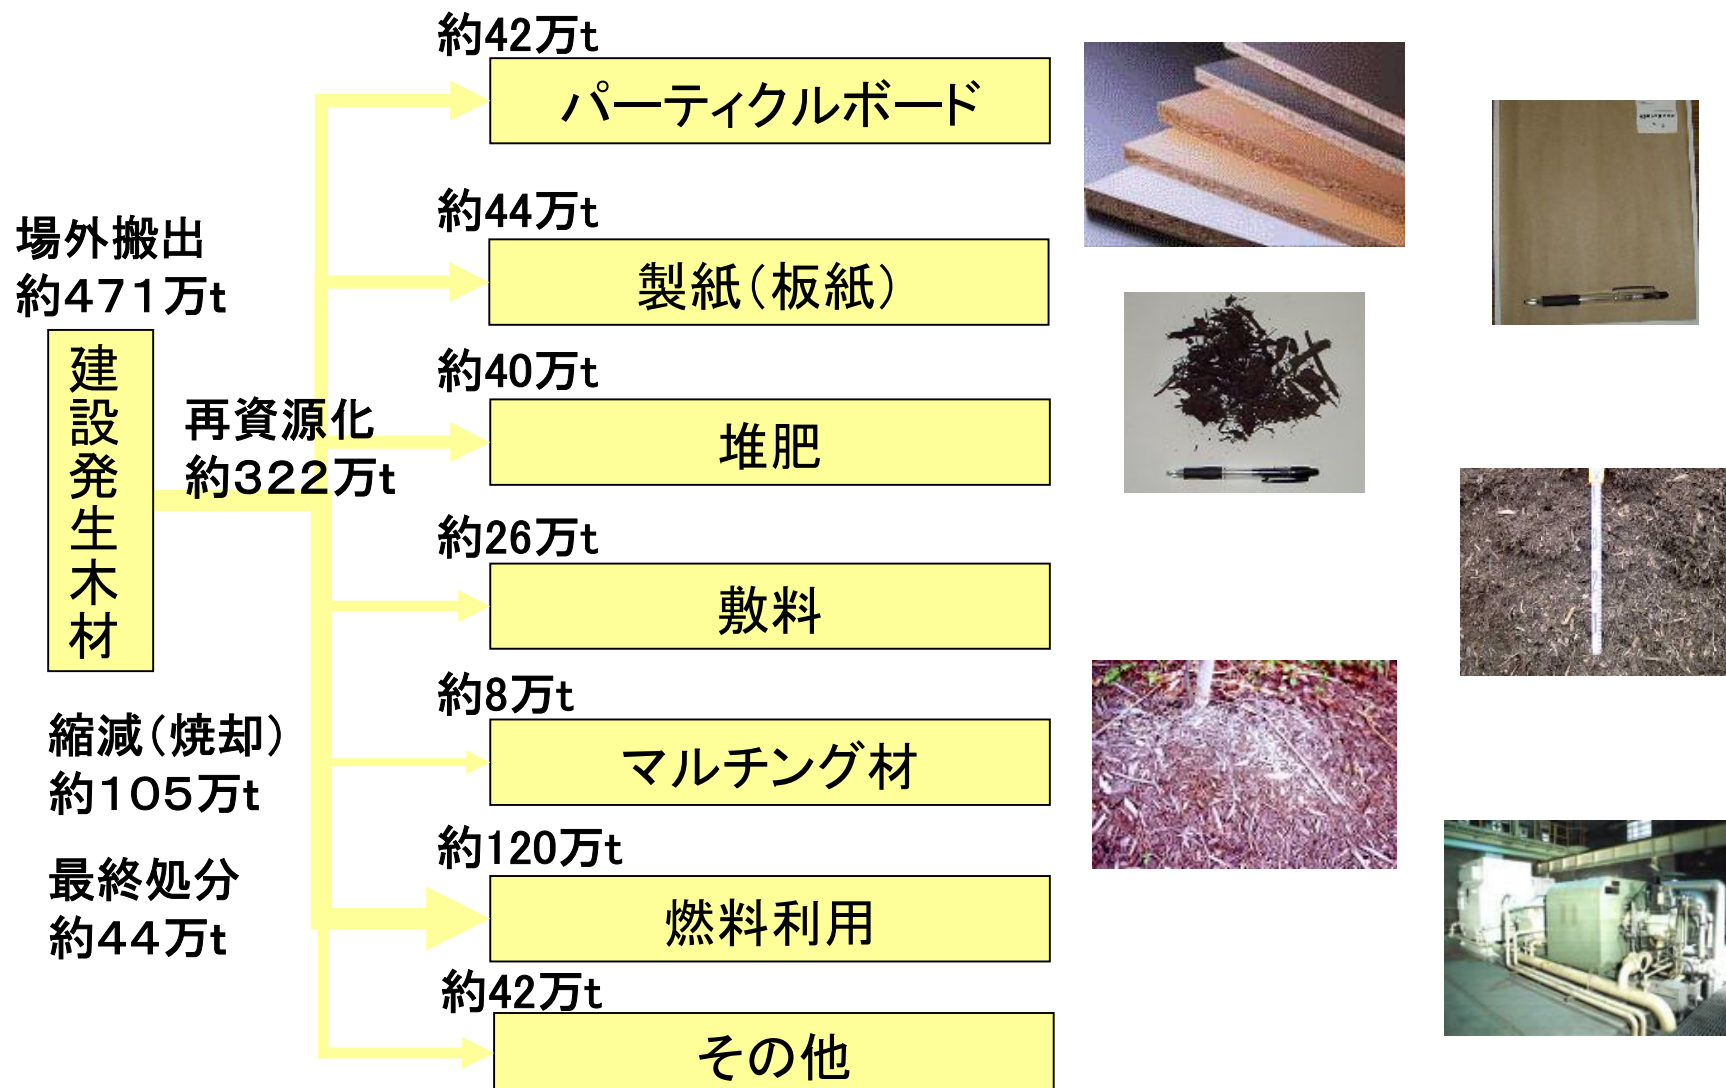 場外搬出
約471万t
建設発生木材
再資源化
約322万t
縮減(焼却)
約105万t
最終処分
約44万t
約42万t
パーティクルボード
約44万t
製紙(板紙)
約40万t
堆肥
約26万t
敷料
約8万t
マルチング材
約120万t
燃料利用
約42万t
その他